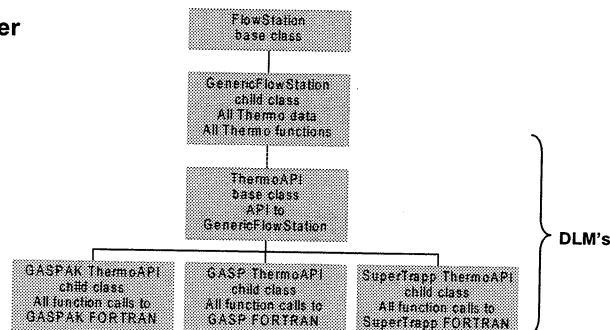 er
FlowStation
base class
GenericFlowStation
child class
All Thermo data
All Thermo functions
ThermoAPI
base class
API to
GenericFlowStation
DLM's
GASPAK ThermoAPI
child class
All function calls to
GASPAK FORTRAN
GASP ThermoAPI
child class
All function calls to
GASP FORTRAN
SuperTrapp ThermoAPI
child class
All function calls to
SuperTrapp FORTRAN